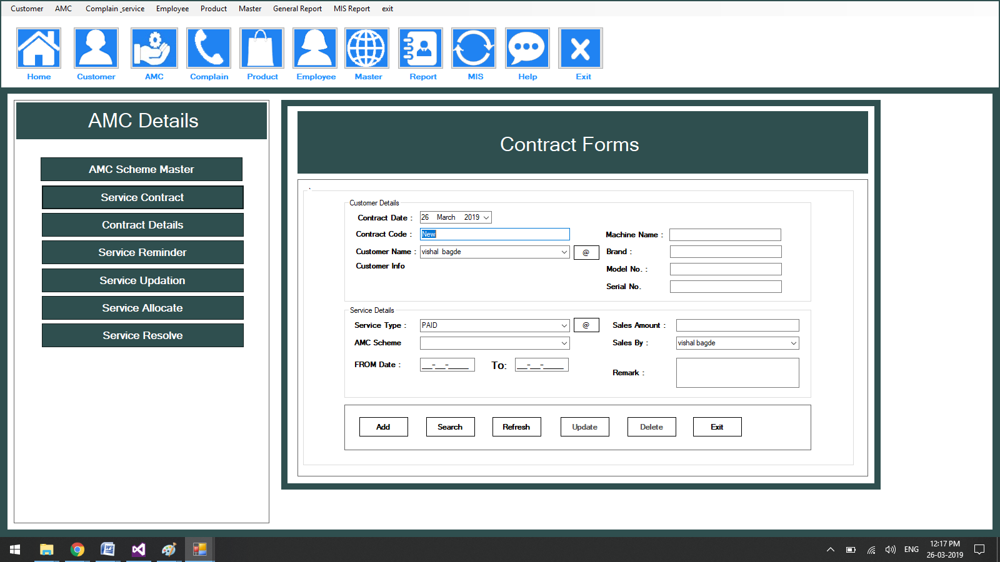 Customer AMC Complain_service Employee Product Master General Report MIS Report exit
Home Customer AMC Complain Product Employee Master Report MIS Help Exit
AMC Details
AMC Scheme Master
Service Contract
Contract Details
Service Reminder
Service Updation
Service Allocate
Service Resolve
Contract Forms
Customer Details
Contract Date : 26 March 2019
Contract Code : New
Machine Name :
Customer Name : vishal bagde @
Brand :
Customer Info
Model No. :
Serial No.
Service Details
Service Type : PAID @
Sales Amount :
AMC Scheme
Sales By : vishal bagde
FROM Date : __-__-____ To: __-__-____
Remark :
Add Search Refresh Update Delete Exit
ENG
12:17 PM
26-03-2019